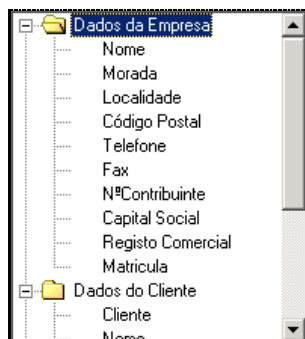 Dados da Empresa
Nome
Morada
Localidade
Código Postal
Telefone
Fax
NºContribuinte
Capital Social
Registo Comercial
Matricula
Dados do Cliente
Cliente
Nome